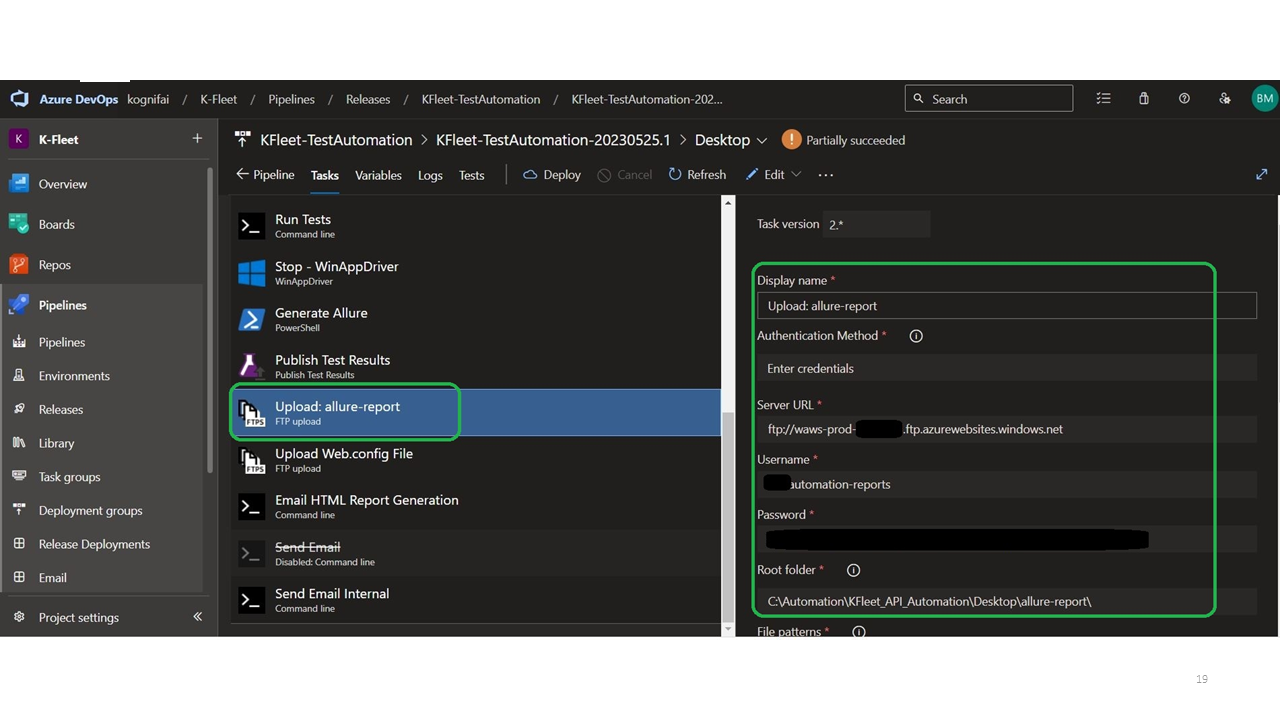 Azure DevOps kognifai / K-Fleet / Pipelines / Releases / KFleet-TestAutomation / KFleet-TestAutomation-202...
Search
BM
K K-Fleet +
Overview
Boards
Repos
Pipelines
Pipelines
Environments
Releases
Library
Task groups
Deployment groups
Release Deployments
Email
Project settings
KFleet-TestAutomation > KFleet-TestAutomation-20230525.1 > Desktop
Partially succeeded
Pipeline Tasks Variables Logs Tests Deploy Cancel Refresh Edit ...
Run Tests
Command line
Stop - WinAppDriver
WinAppDriver
Generate Allure
PowerShell
Publish Test Results
Publish Test Results
FTPS
Upload: allure-report
FTP upload
FTPS
Upload Web.config File
FTP upload
Email HTML Report Generation
Command line
Send Email
Disabled: Command line
Send Email Internal
Command line
Task version 2.*
Display name *
Upload: allure-report
Authentication Method *
Enter credentials
Server URL *
ftp://waws-prod- .ftp.azurewebsites.windows.net
Username *
automation-reports
Password *
Root folder *
C:\Automation\KFleet_API_Automation\Desktop\allure-report\
File patterns *
19